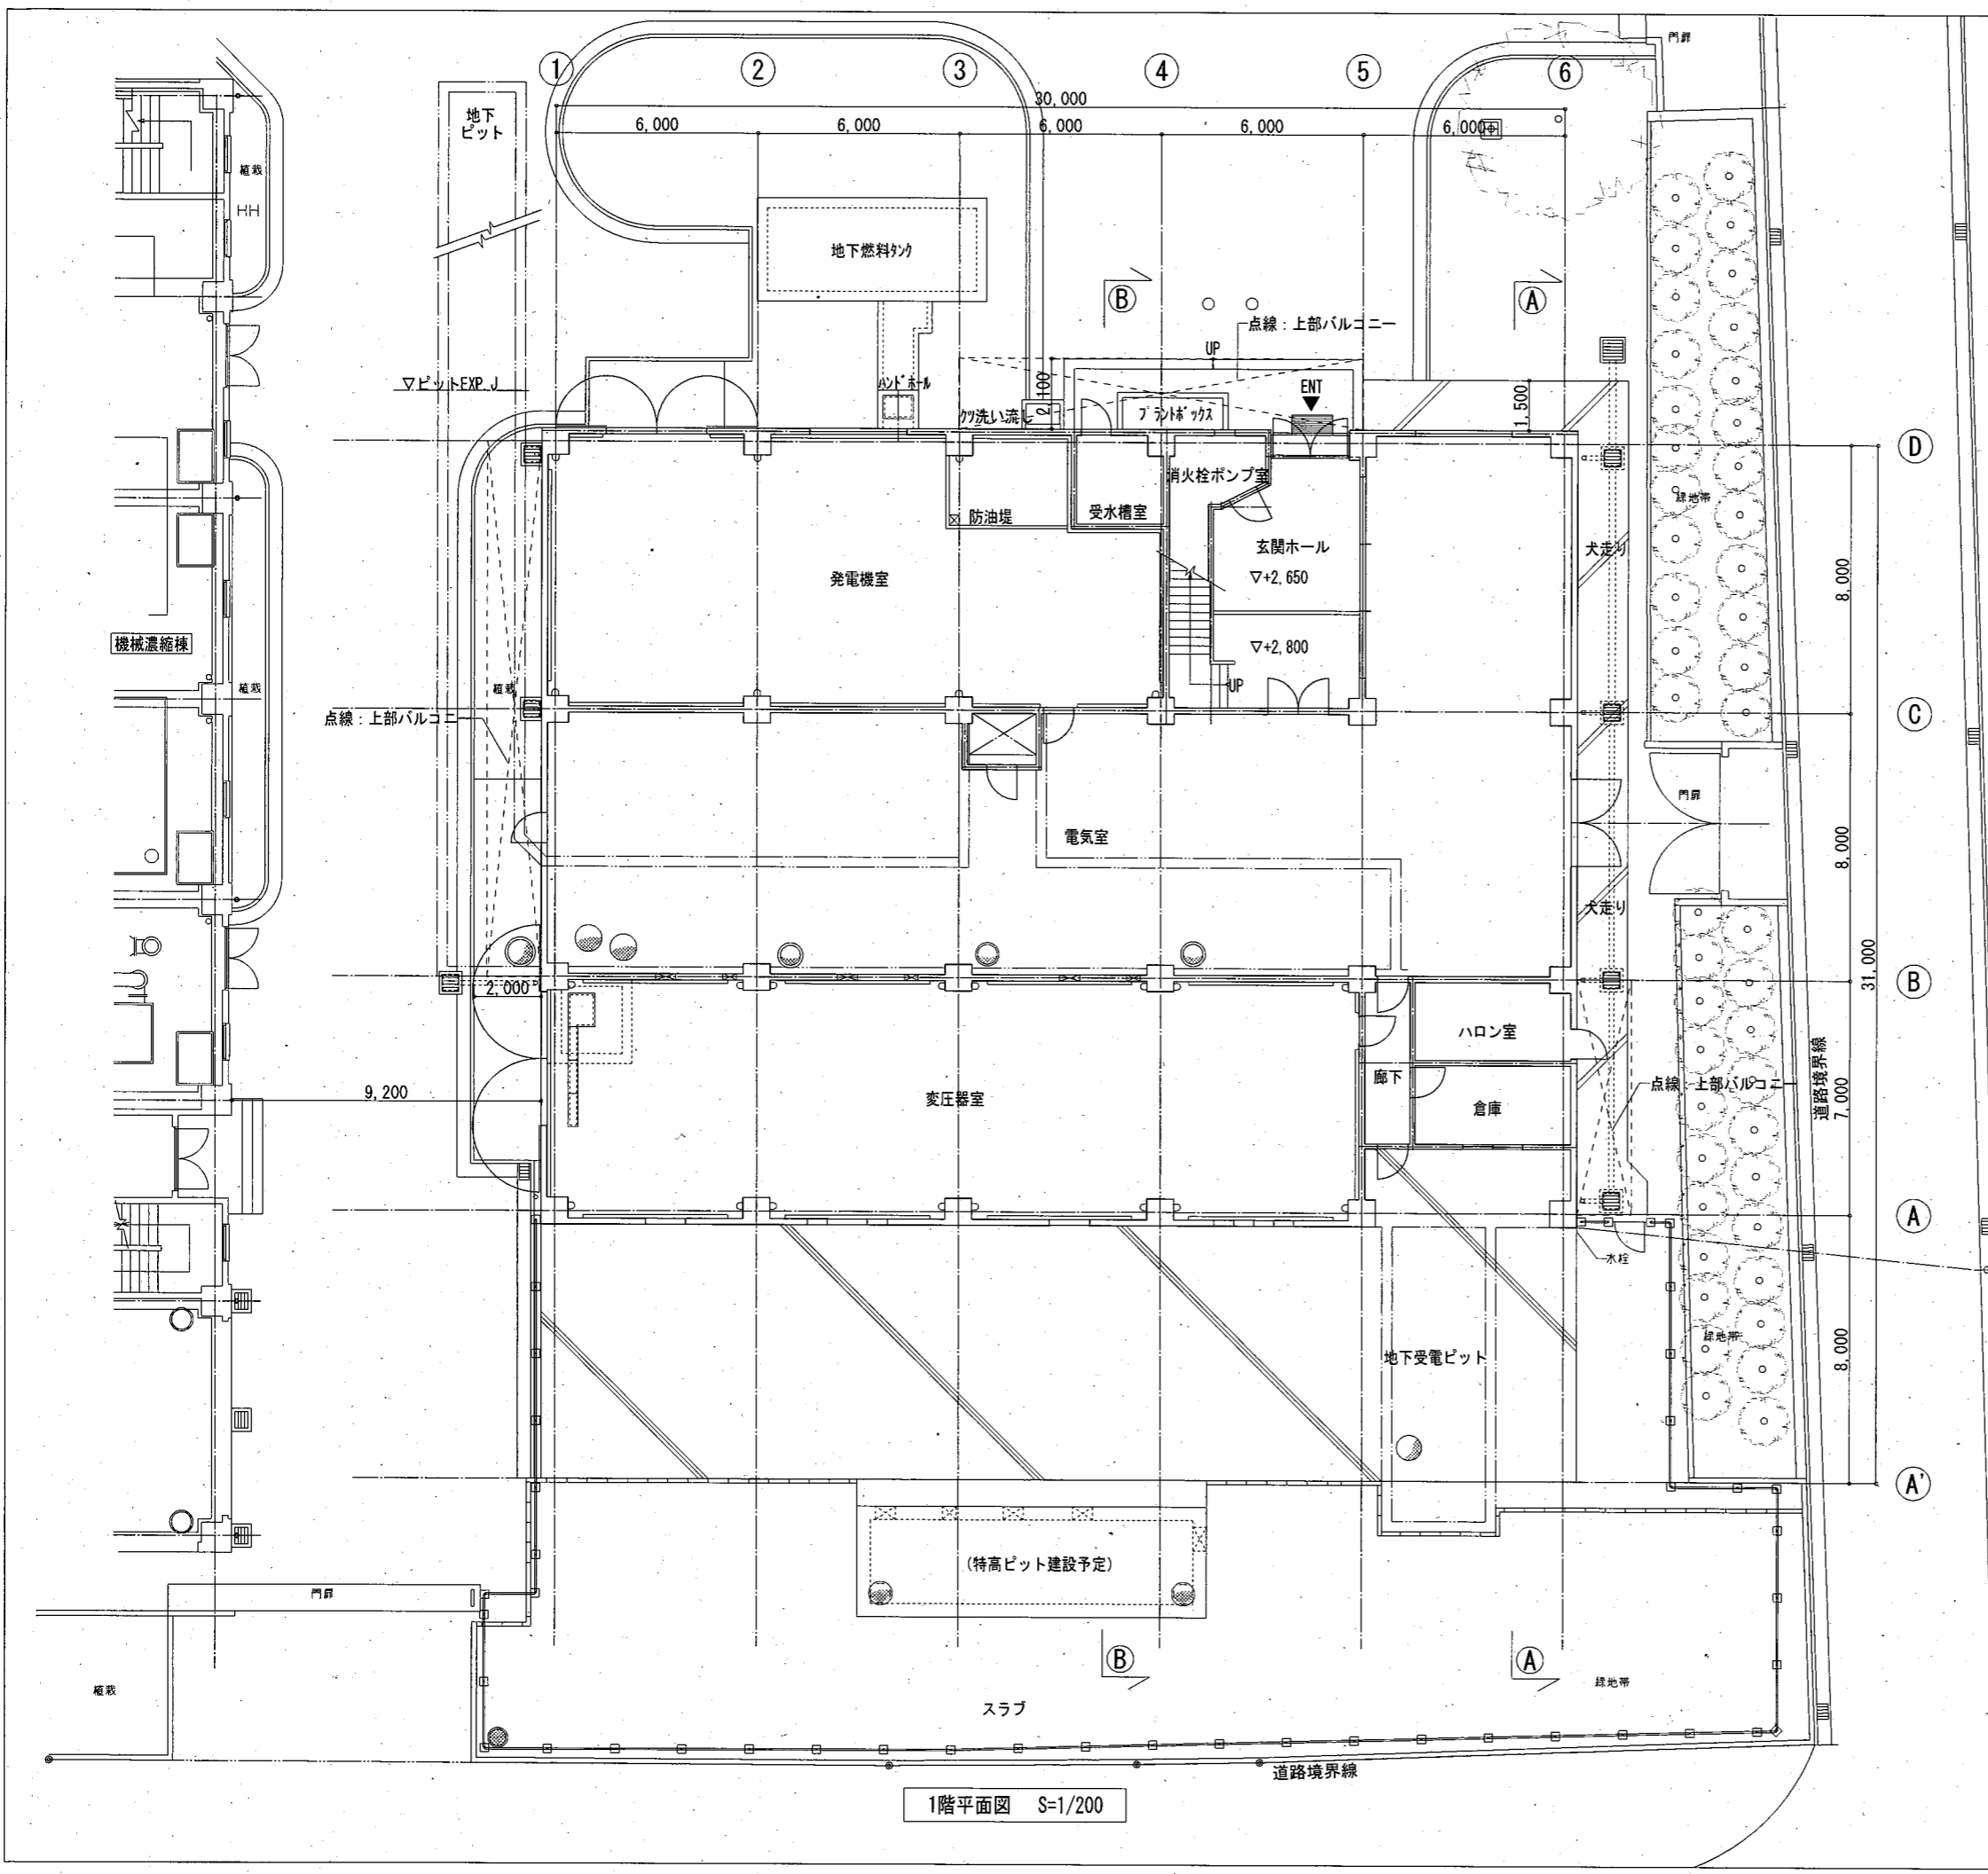 門扉
① ② ③ ④ ⑤ ⑥
30,000
6,000 6,000 6,000 6,000 6,000
地下
ピット
植栽
地下燃料タンク
Ⓑ Ⓐ
点線：上部バルコニー
UP
▽ピットEXP.J
ハンドホール
2,100
ENT
1,500
クツ洗い流し
プラントボックス
Ⓓ
消火栓ポンプ室
防油堤
受水槽室
緑地帯
玄関ホール
犬走り
▽+2,650
発電機室
8,000
機械濃縮棟
▽+2,800
植栽
植栽
UP
点線：上部バルコニー
Ⓒ
門扉
電気室
8,000
犬走り
31,000
Ⓑ
2,000
ハロン室
道路境界線
廊下
点線：上部バルコニー
9,200
変圧器室
倉庫
7,000
Ⓐ
水栓
緑地帯
地下受電ピット
8,000
Ⓐ'
(特高ピット建設予定)
門扉
Ⓑ Ⓐ
植栽
緑地帯
スラブ
道路境界線
1階平面図 S=1/200